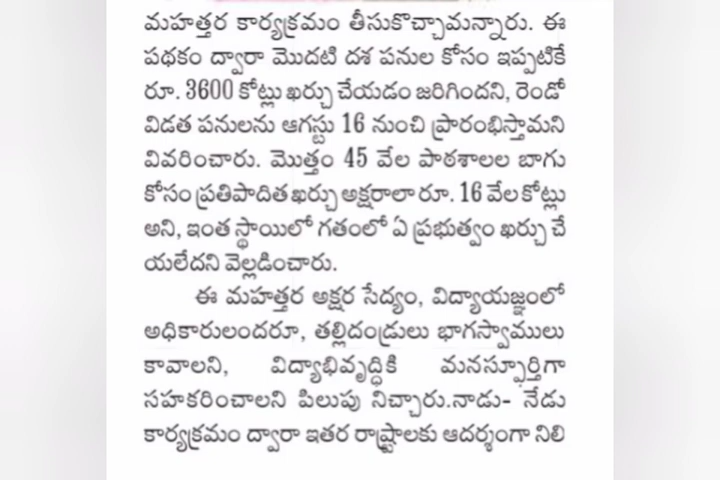 మహత్తర కార్యక్రమం తీసుకొచ్చామన్నారు. ఈ
పథకం ద్వారా మొదటి దశ పనుల కోసం ఇప్పటికే
రూ. 3600 కోట్లు ఖర్చు చేయడం జరిగిందని, రెండో
విడత పనులను ఆగస్టు 16 నుంచి ప్రారంభిస్తామని
వివరించారు. మొత్తం 45 వేల పాఠశాలల బాగు
కోసం ప్రతిపాదిత ఖర్చు అక్షరాలా రూ. 16 వేల కోట్లు
అని, ఇంత స్థాయిలో గతంలో ఏ ప్రభుత్వం ఖర్చు చే
యలేదని వెల్లడించారు.
ఈ మహత్తర అక్షర సేద్యం, విద్యాయజ్ఞంలో
అధికారులందరూ, తల్లిదండ్రులు భాగస్వాములు
కావాలని, విద్యాభివృద్ధికి మనస్ఫూర్తిగా
సహకరించాలని పిలుపు నిచ్చారు.నాడు- నేడు
కార్యక్రమం ద్వారా ఇతర రాష్ట్రాలకు ఆదర్శంగా నిలి